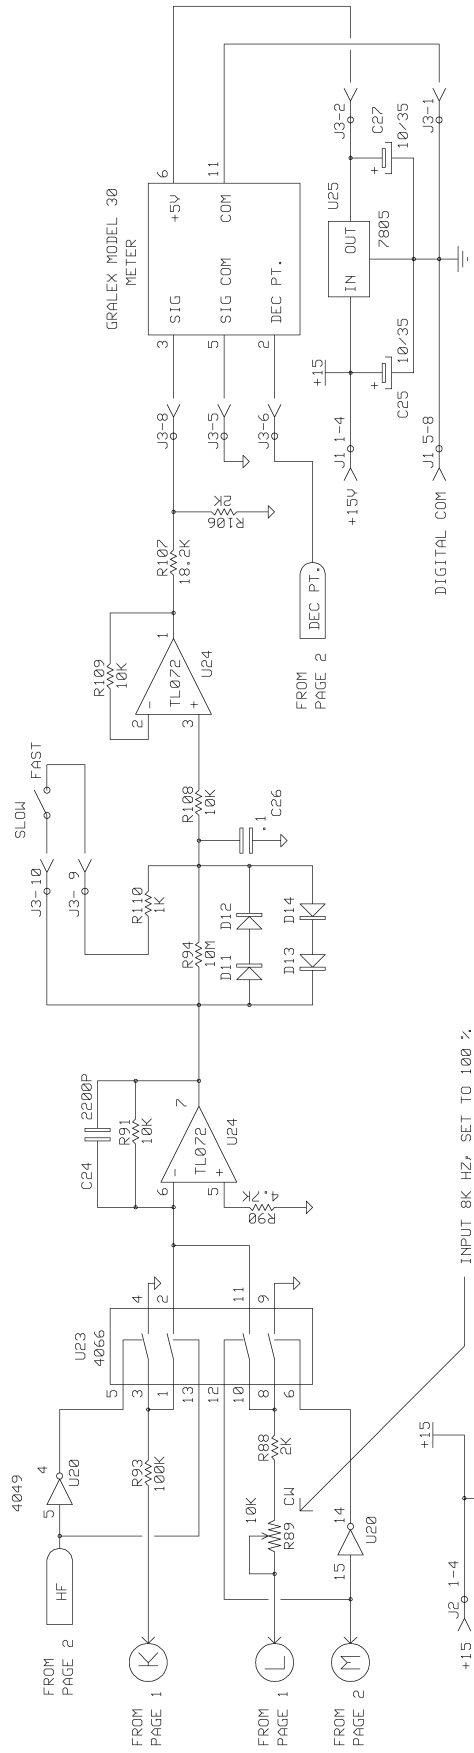 4049
FROM
PAGE 2
HF
5
4
U20
FROM
PAGE 1
K
R93
100K
FROM
PAGE 1
L
10K
R89
CW
R88
2K
FROM
PAGE 2
M
15
14
U20
U23
4066
5
3
1
13
12
10
8
6
4
2
11
9
INPUT 8K HZ, SET TO 100 %
+15
J2 1-4
+15
C24
2200P
R91
10K
6
5
7
TL072
U24
R90
4.7K
J3-10
J3- 9
SLOW
FAST
R110
1K
R94
10M
D11
D12
D13
D14
R108
10K
.1
C26
R109
10K
2
3
1
TL072
U24
R107
18.2K
R106
2K
J3-8
J3-5
J3-6
FROM
PAGE 2
DEC PT.
GRALEX MODEL 30
METER
3
5
2
SIG
SIG COM
DEC PT.
+5V
COM
6
11
+15V
J1 1-4
+15
DIGITAL COM
J1 5-8
+
C25
10/35
U25
IN
OUT
7805
+
C27
10/35
J3-2
J3-1